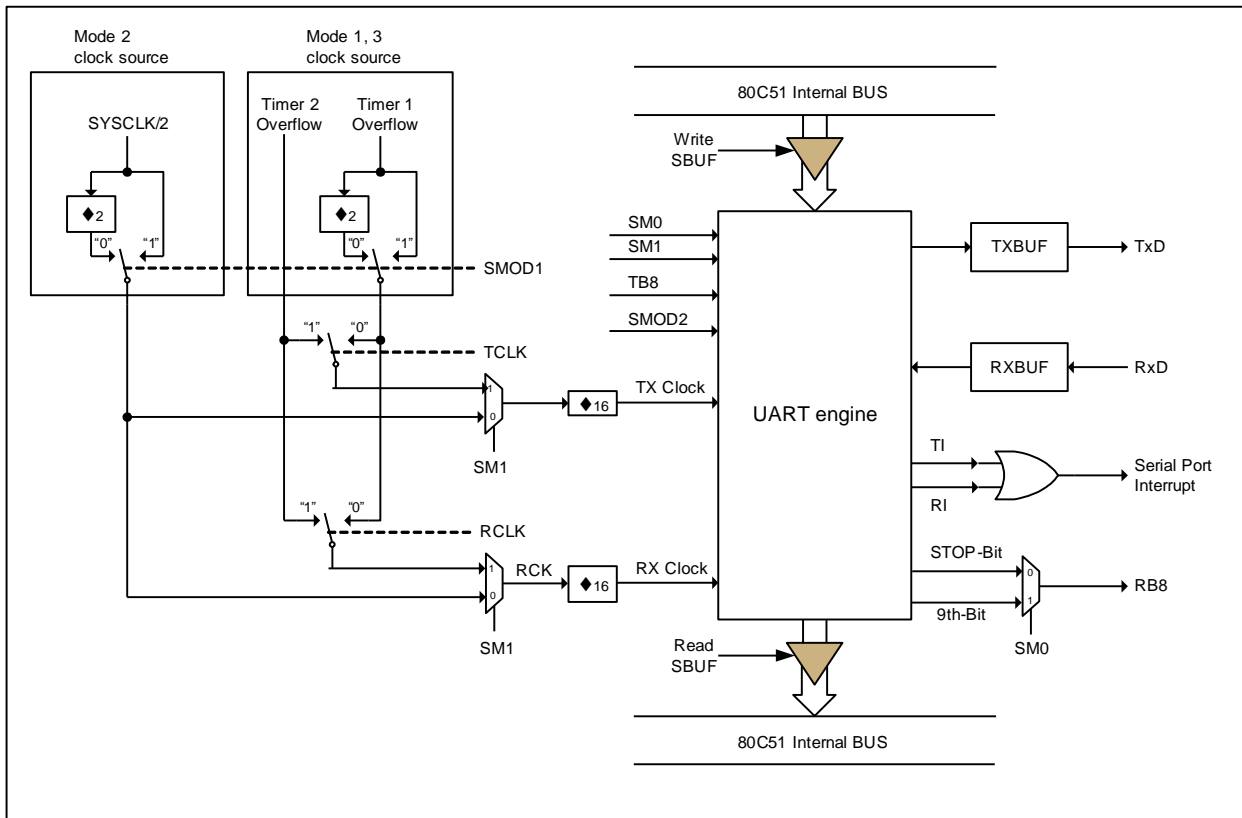 Mode 2
clock source
Mode 1, 3
clock source
SYSCLK/2
Timer 2
Overflow
Timer 1
Overflow
♦2
♦2
“0”
“1”
“0”
“1”
SMOD1
“1”
“0”
TCLK
1
0
SM1
♦16
TX Clock
“1”
“0”
RCLK
1
0
RCK
SM1
♦16
RX Clock
80C51 Internal BUS
Write
SBUF
SM0
SM1
TB8
SMOD2
UART engine
TXBUF
TxD
RXBUF
RxD
TI
RI
Serial Port
Interrupt
STOP-Bit
9th-Bit
0
1
RB8
SM0
Read
SBUF
80C51 Internal BUS